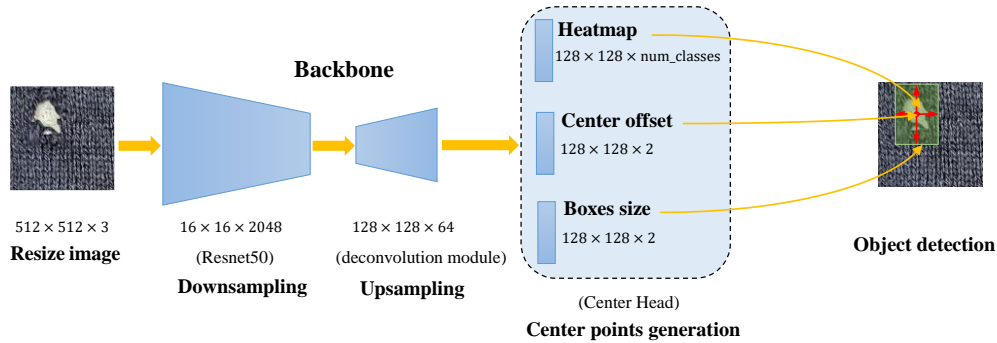 Backbone
512 × 512 × 3
Resize image
16 × 16 × 2048
(Resnet50)
Downsampling
128 × 128 × 64
(deconvolution module)
Upsampling
Heatmap
128 × 128 × num_classes
Center offset
128 × 128 × 2
Boxes size
128 × 128 × 2
(Center Head)
Center points generation
Object detection